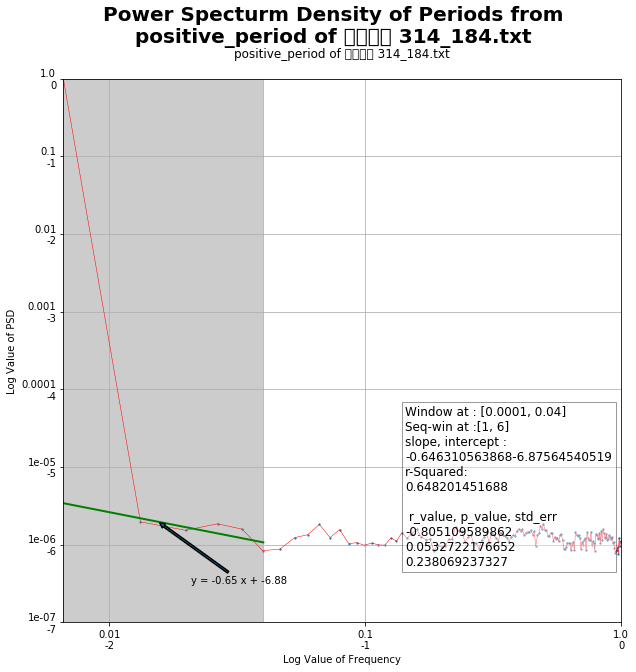 Power Specturm Density of Periods from
positive_period of 314_184.txt
positive_period of 314_184.txt
1.0
0
0.1
-1
0.01
-2
0.001
-3
0.0001
-4
1e-05
-5
1e-06
-6
1e-07
-7
Log Value of PSD
Window at : [0.0001, 0.04]
Seq-win at :[1, 6]
slope, intercept :
-0.646310563868-6.87564540519
r-Squared:
0.648201451688
r_value, p_value, std_err
-0.805109589862
0.0532722176652
0.238069237327
y = -0.65 x + -6.88
0.01
-2
0.1
-1
1.0
0
Log Value of Frequency